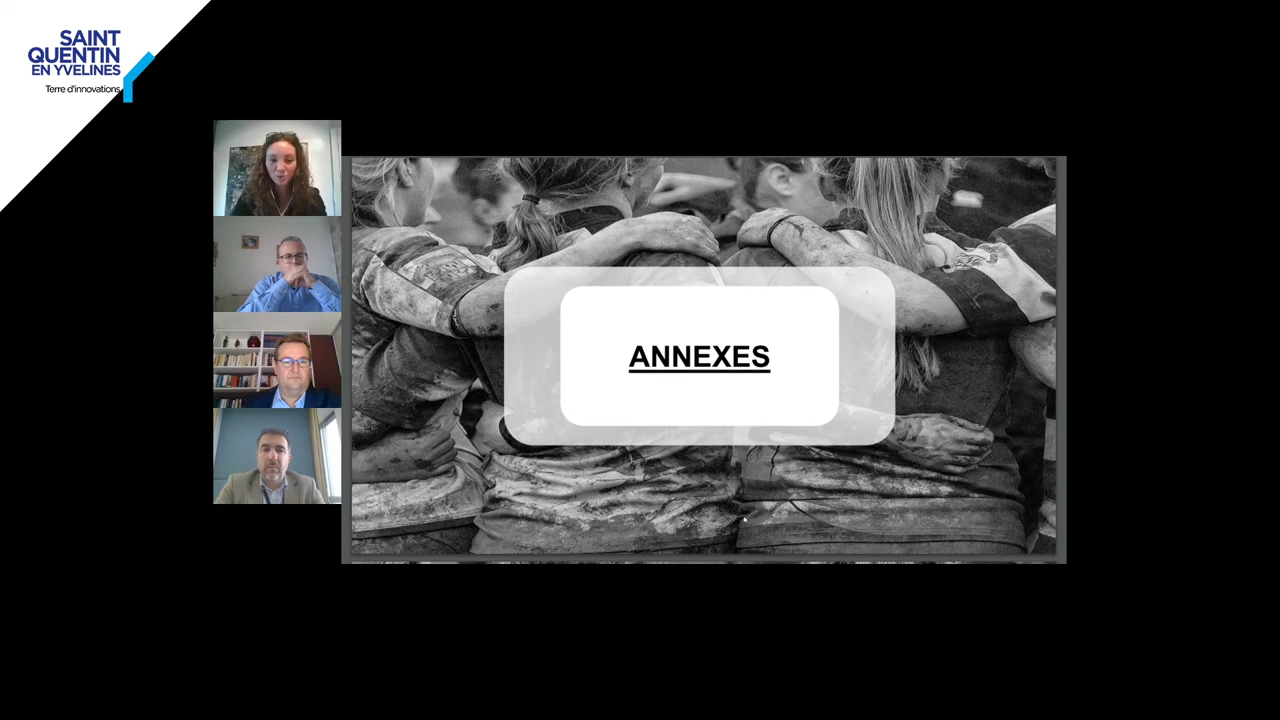 SAINT
QUENTIN
EN YVELINES
Terre d'innovations
ANNEXES